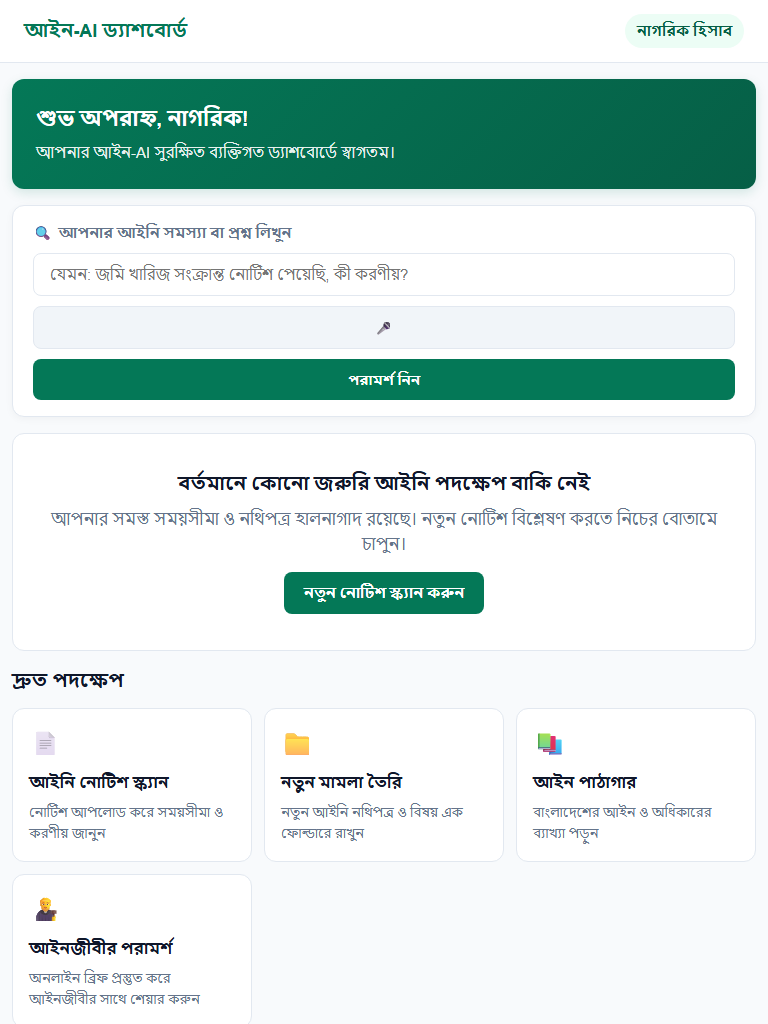 আইন-AI ড্যাশবোর্ড
নাগরিক হিসাব
শুভ অপরাহ্ন, নাগরিক!
আপনার আইন-AI সুরক্ষিত ব্যক্তিগত ড্যাশবোর্ডে স্বাগতম।
আপনার আইনি সমস্যা বা প্রশ্ন লিখুন
যেমন: জমি খারিজ সংক্রান্ত নোটিশ পেয়েছি, কী করণীয়?
পরামর্শ নিন
বর্তমানে কোনো জরুরি আইনি পদক্ষেপ বাকি নেই
আপনার সমস্ত সময়সীমা ও নথিপত্র হালনাগাদ রয়েছে। নতুন নোটিশ বিশ্লেষণ করতে নিচের বোতামে
চাপুন।
নতুন নোটিশ স্ক্যান করুন
দ্রুত পদক্ষেপ
আইনি নোটিশ স্ক্যান
নোটিশ আপলোড করে সময়সীমা ও
করণীয় জানুন
নতুন মামলা তৈরি
নতুন আইনি নথিপত্র ও বিষয় এক
ফোল্ডারে রাখুন
আইন পাঠাগার
বাংলাদেশের আইন ও অধিকারের
ব্যাখ্যা পড়ুন
আইনজীবীর পরামর্শ
অনলাইন ব্রিফ প্রস্তুত করে
আইনজীবীর সাথে শেয়ার করুন